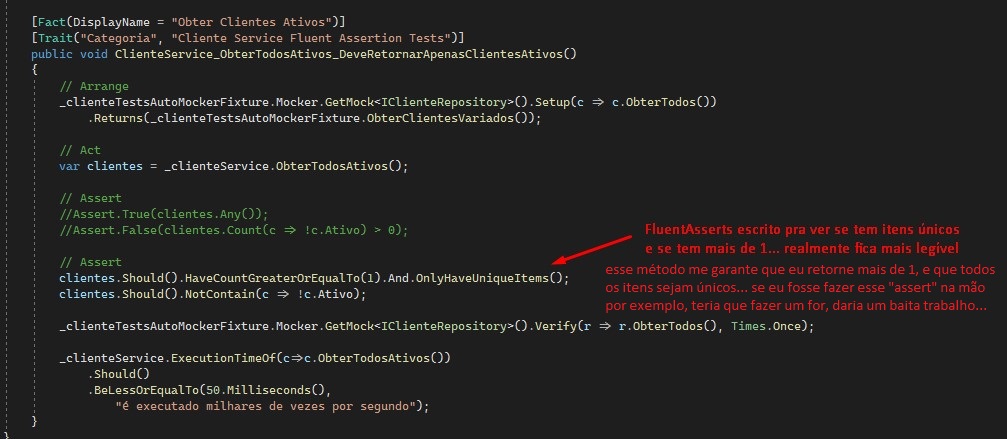 [Fact(DisplayName = "Obter Clientes Ativos")]
[Trait("Categoria", "Cliente Service Fluent Assertion Tests")]
public void ClienteService_ObterTodosAtivos_DeveRetornarApenasClientesAtivos()
{
// Arrange
_clienteTestsAutoMockerFixture.Mocker.GetMock<IClienteRepository>().Setup(c => c.ObterTodos())
.Returns(_clienteTestsAutoMockerFixture.ObterClientesVariados());
// Act
var clientes = _clienteService.ObterTodosAtivos();
// Assert
//Assert.True(clientes.Any());
//Assert.False(clientes.Count(c => !c.Ativo) > 0);
FluentAsserts escrito pra ver se tem itens únicos
e se tem mais de 1... realmente fica mais legível
// Assert
esse método me garante que eu retorne mais de 1, e que todos
clientes.Should().HaveCountGreaterOrEqualTo(1).And.OnlyHaveUniqueItems();
os itens sejam únicos... se eu fosse fazer esse "assert" na mão
clientes.Should().NotContain(c => !c.Ativo);
por exemplo, teria que fazer um for, daria um baita trabalho...
_clienteTestsAutoMockerFixture.Mocker.GetMock<IClienteRepository>().Verify(r => r.ObterTodos(), Times.Once);
_clienteService.ExecutionTimeOf(c=>c.ObterTodosAtivos())
.Should()
.BeLessOrEqualTo(50.Milliseconds(),
"é executado milhares de vezes por segundo");
}
}